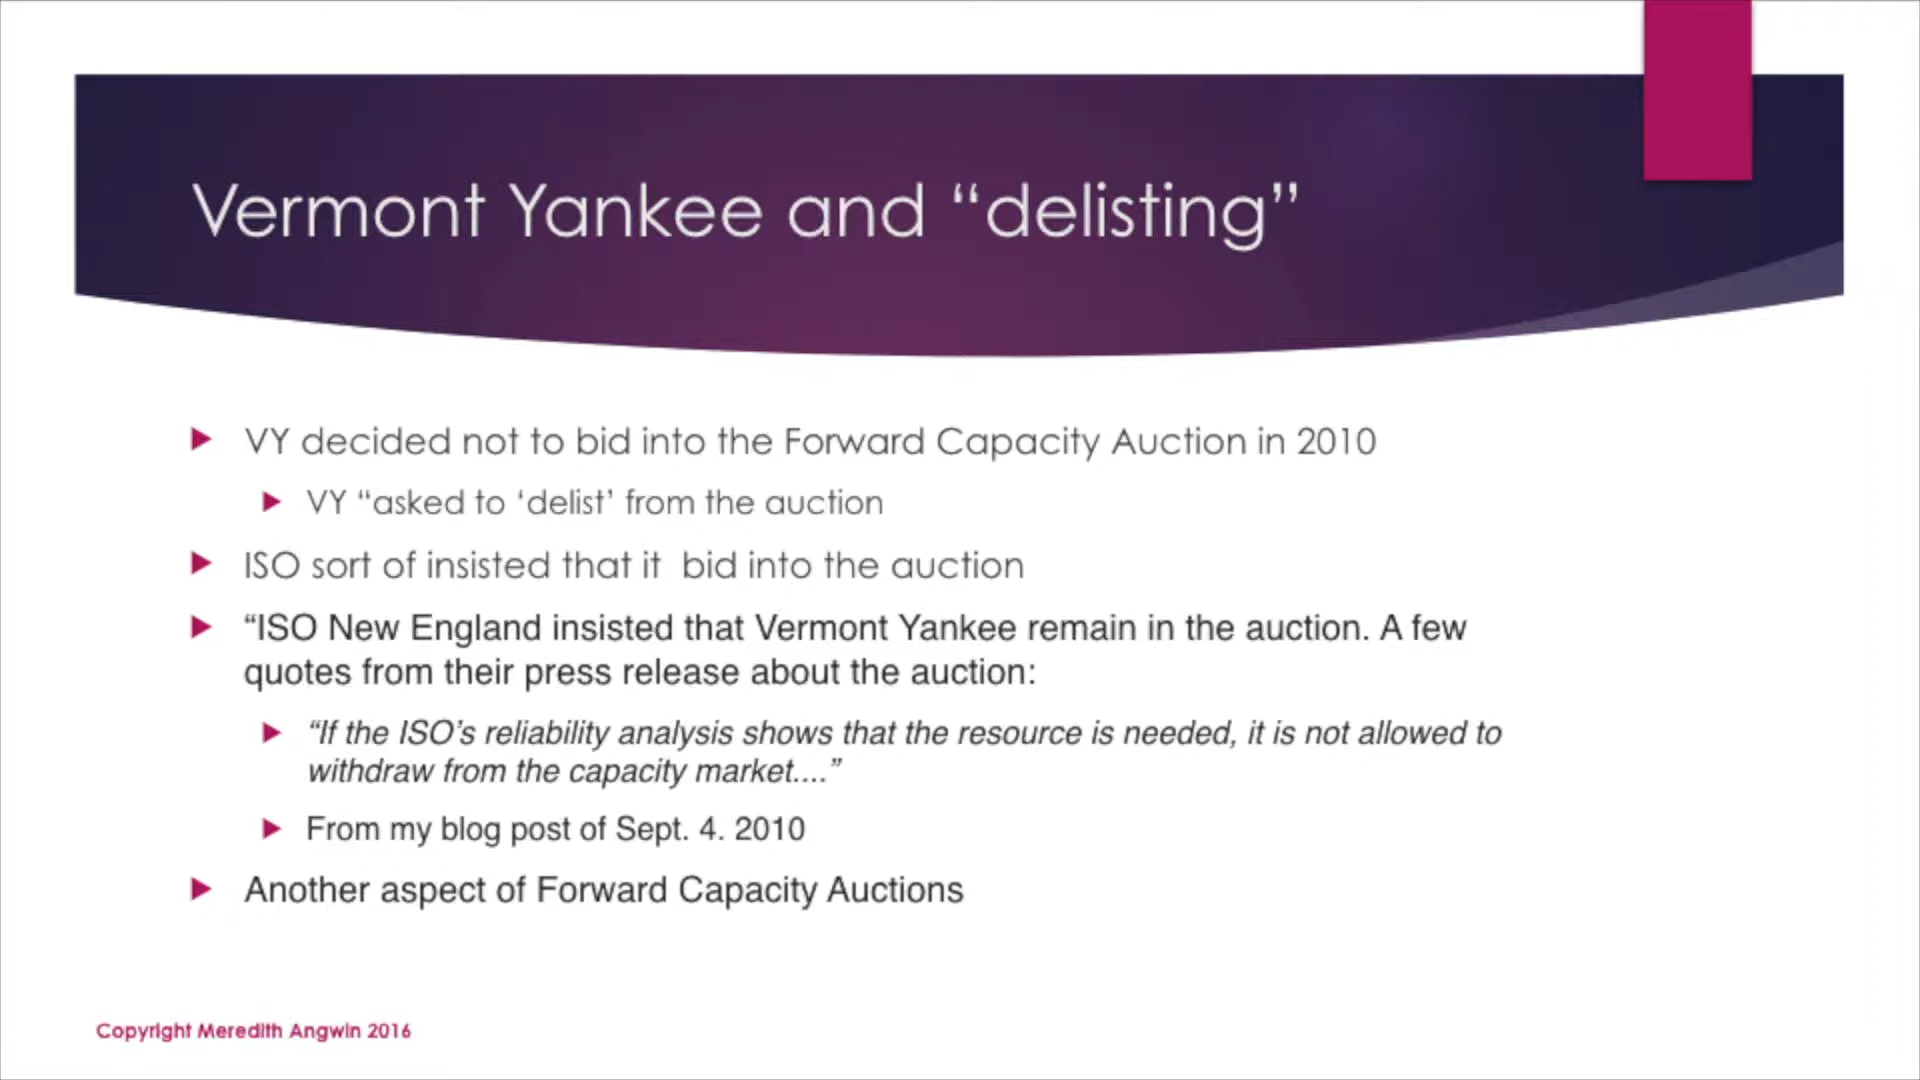 Vermont Yankee and “delisting”
VY decided not to bid into the Forward Capacity Auction in 2010
VY “asked to ‘delist’ from the auction
ISO sort of insisted that it  bid into the auction
“ISO New England insisted that Vermont Yankee remain in the auction. A few
quotes from their press release about the auction:
“If the ISO’s reliability analysis shows that the resource is needed, it is not allowed to
withdraw from the capacity market....”
From my blog post of Sept. 4. 2010
Another aspect of Forward Capacity Auctions
Copyright Meredith Angwin 2016